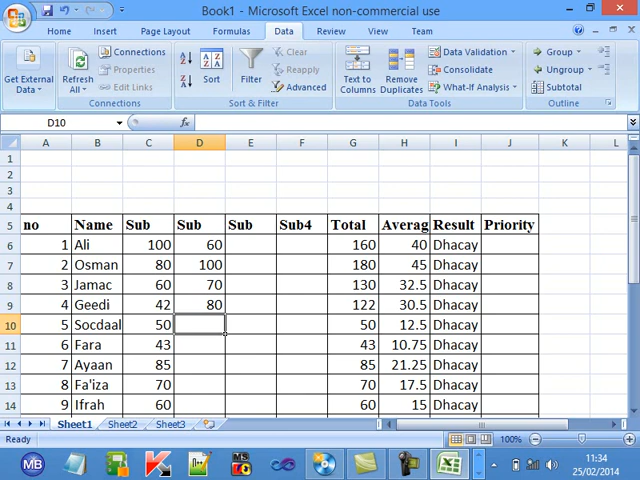 Book1 - Microsoft Excel non-commercial use
Home Insert Page Layout Formulas Data Review View Team
Get External Data
Refresh All
Connections
Properties
Edit Links
Connections
Sort
Filter
Clear
Reapply
Advanced
Sort & Filter
Text to Columns
Remove Duplicates
Data Validation
Consolidate
What-If Analysis
Data Tools
Group
Ungroup
Subtotal
Outline
D10 fx
A B C D E F G H I J K L
1
2
3
4
5 no Name Sub Sub Sub Sub4 Total Averag Result Priority
6 1 Ali 100 60 160 40 Dhacay
7 2 Osman 80 100 180 45 Dhacay
8 3 Jamac 60 70 130 32.5 Dhacay
9 4 Geedi 42 80 122 30.5 Dhacay
10 5 Socdaal 50 50 12.5 Dhacay
11 6 Fara 43 43 10.75 Dhacay
12 7 Ayaan 85 85 21.25 Dhacay
13 8 Fa'iza 70 70 17.5 Dhacay
14 9 Ifrah 60 60 15 Dhacay
Sheet1 Sheet2 Sheet3
Ready 100%
MB
MS
11:34
25/02/2014